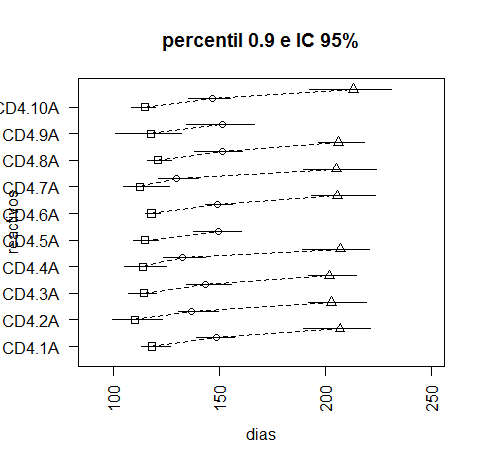 percentil 0.9 e IC 95%
CD4.10A
CD4.9A
CD4.8A
CD4.7A
CD4.6A
CD4.5A
CD4.4A
CD4.3A
CD4.2A
CD4.1A
reactivos
100
150
200
250
dias